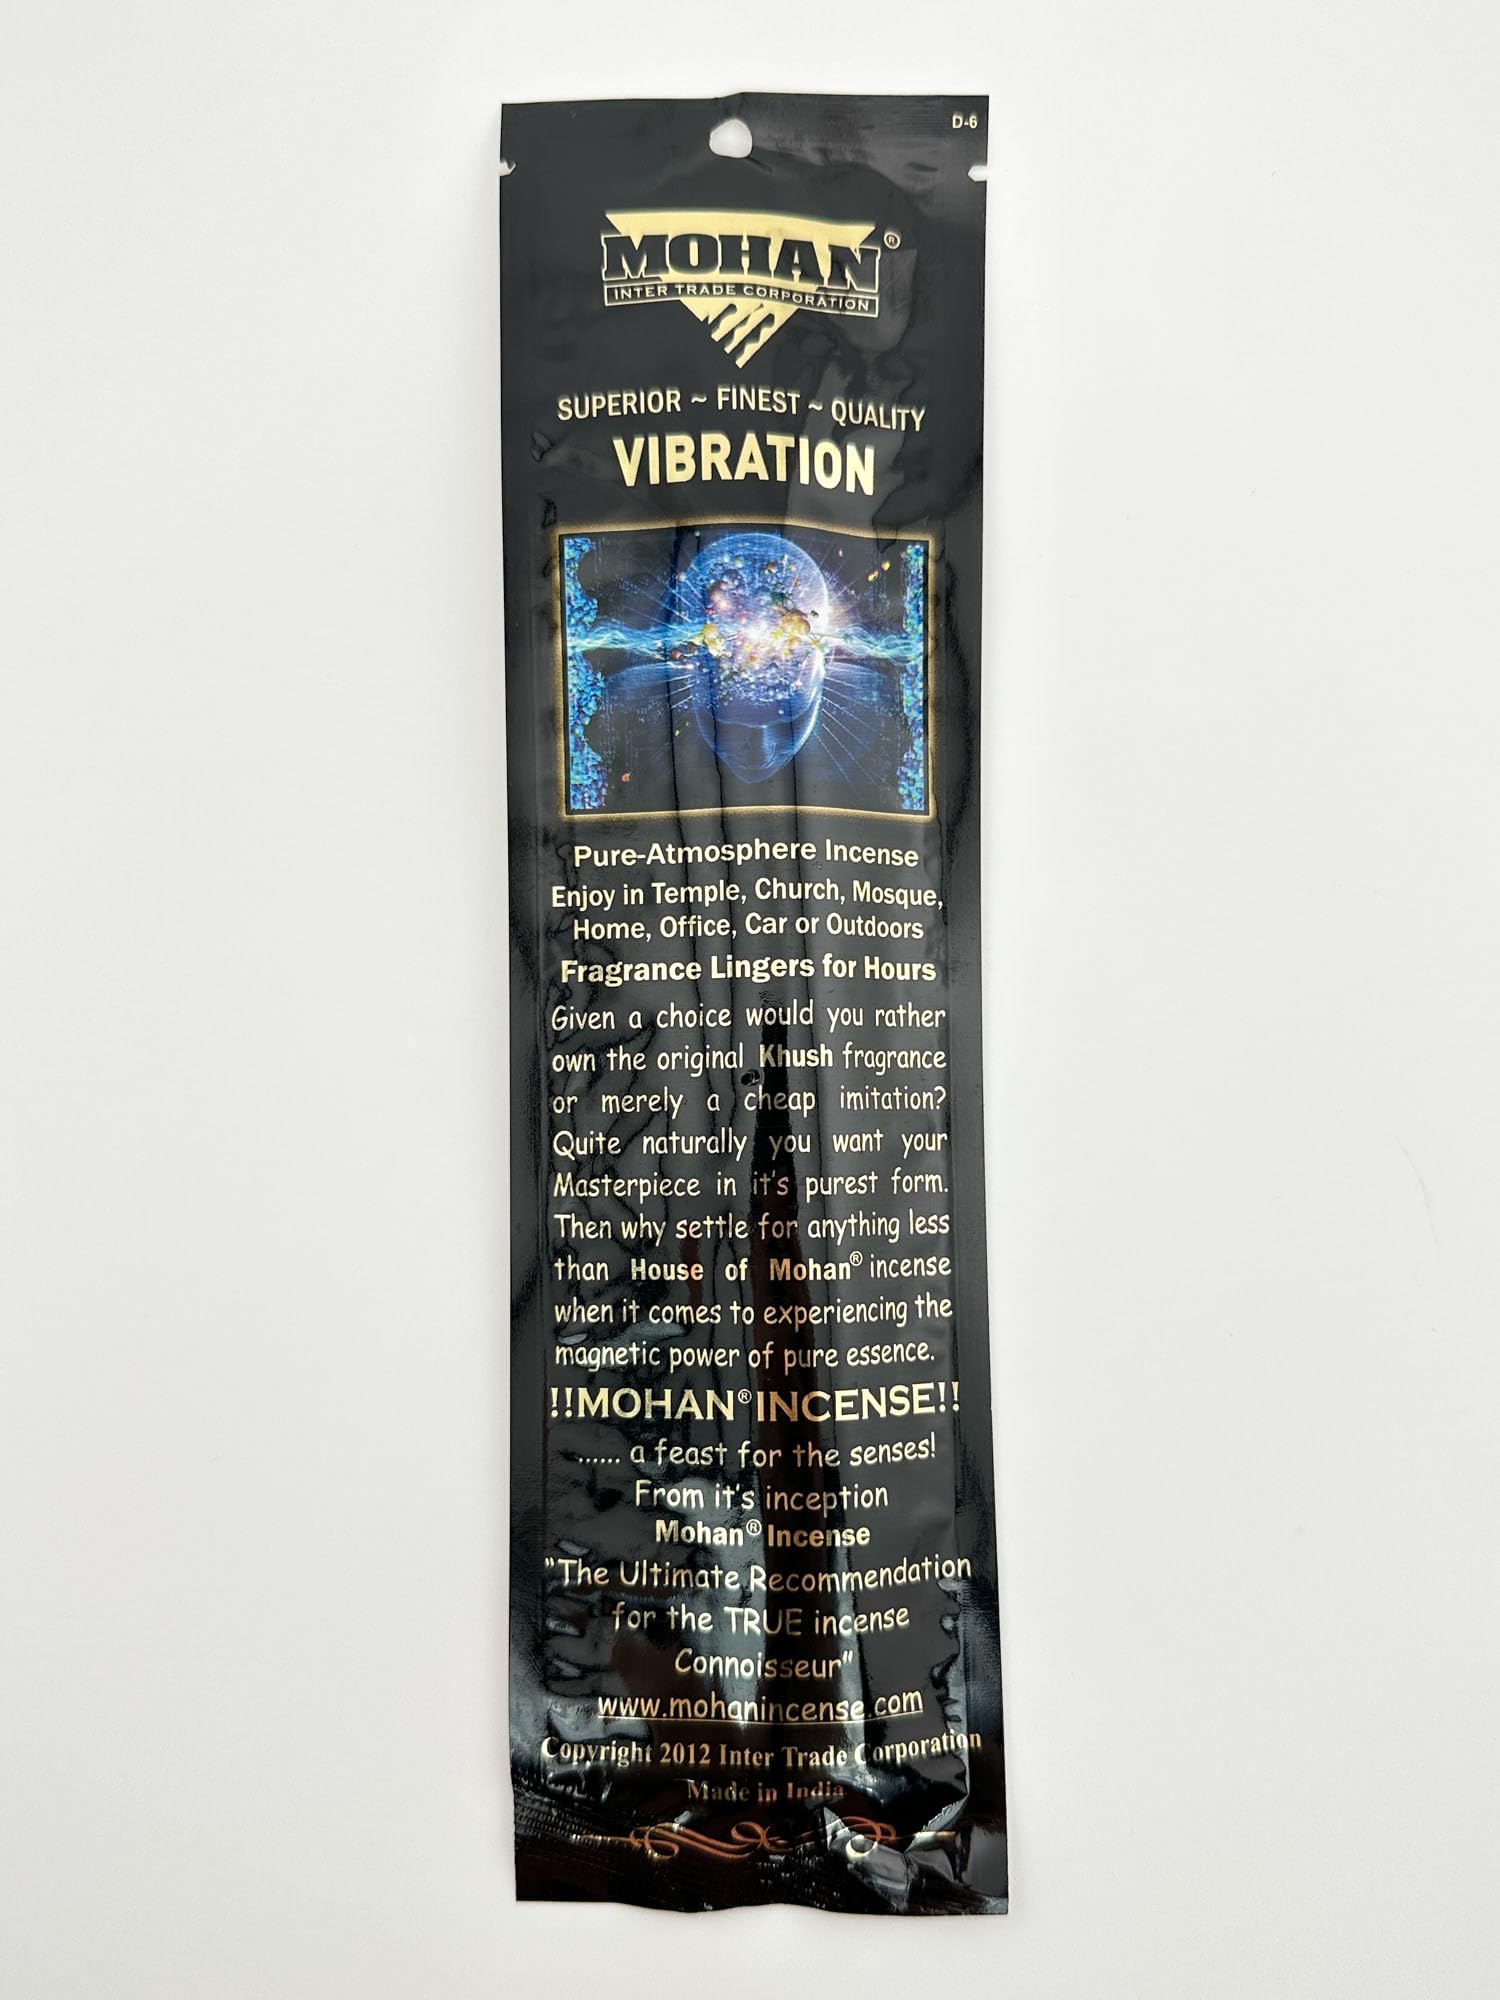 D-6
MOHAN®
INTER TRADE CORPORATION
SUPERIOR ~ FINEST ~ QUALITY
VIBRATION
Pure-Atmosphere Incense
Enjoy in Temple, Church, Mosque,
Home, Office, Car or Outdoors
Fragrance Lingers for Hours
Given a choice would you rather
own the original Khush fragrance
or merely a cheap imitation?
Quite naturally you want your
Masterpiece in it's purest form.
Then why settle for anything less
than House of Mohan® incense
when it comes to experiencing the
magnetic power of pure essence.
!!MOHAN® INCENSE!!
...... a feast for the senses!
From it's inception
Mohan® Incense
"The Ultimate Recommendation
for the TRUE incense
Connoisseur"
www.mohanincense.com
Copyright 2012 Inter Trade Corporation
Made in India